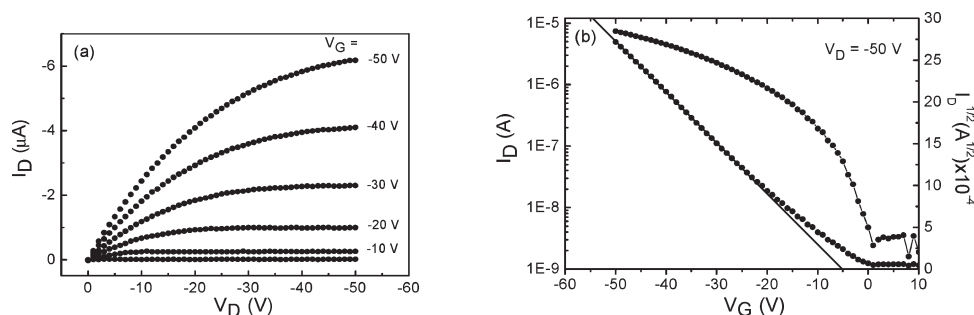 (a)
V_G =
-50 V
-40 V
-30 V
-20 V
-10 V
-6
-4
-2
0
I_D (μA)
0 -10 -20 -30 -40 -50 -60
V_D (V)
(b)
V_D = -50 V
1E-5
1E-6
1E-7
1E-8
1E-9
I_D (A)
30
25
20
15
10
5
0
I_D^1/2 (A^1/2)x10^-4
-60 -50 -40 -30 -20 -10 0 10
V_G (V)